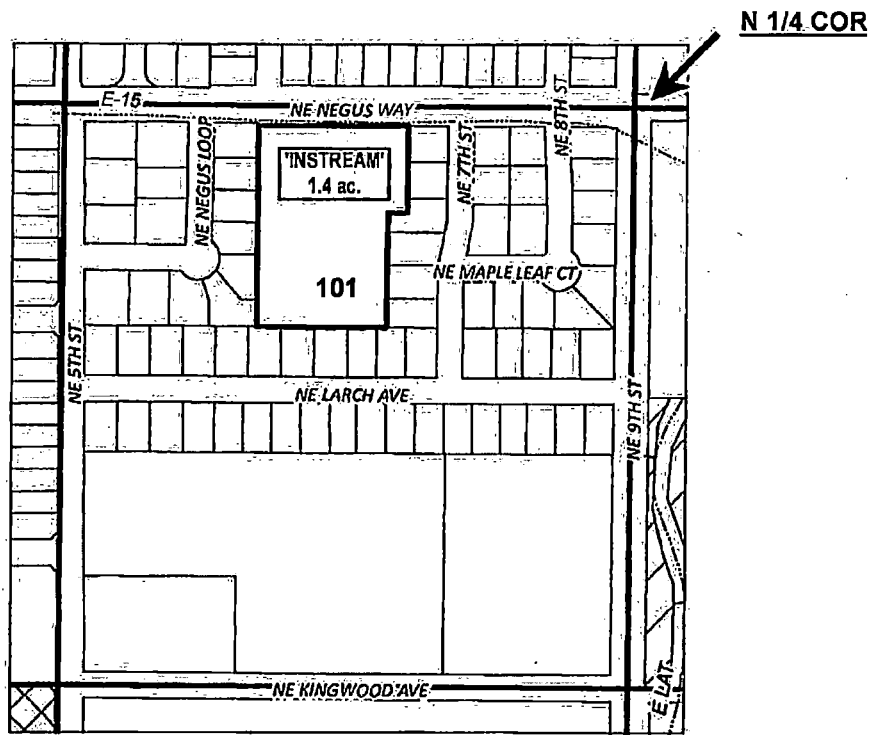 N 1/4 COR
E-15
NE NEGUS WAY
NE 8TH ST
NE NEGUS LOOP
'INSTREAM'
1.4 ac.
NE 7TH ST
NE MAPLE LEAF CT
101
NE 5TH ST
NE LARCH AVE
NE 9TH ST
NE KINGWOOD AVE
E LAT